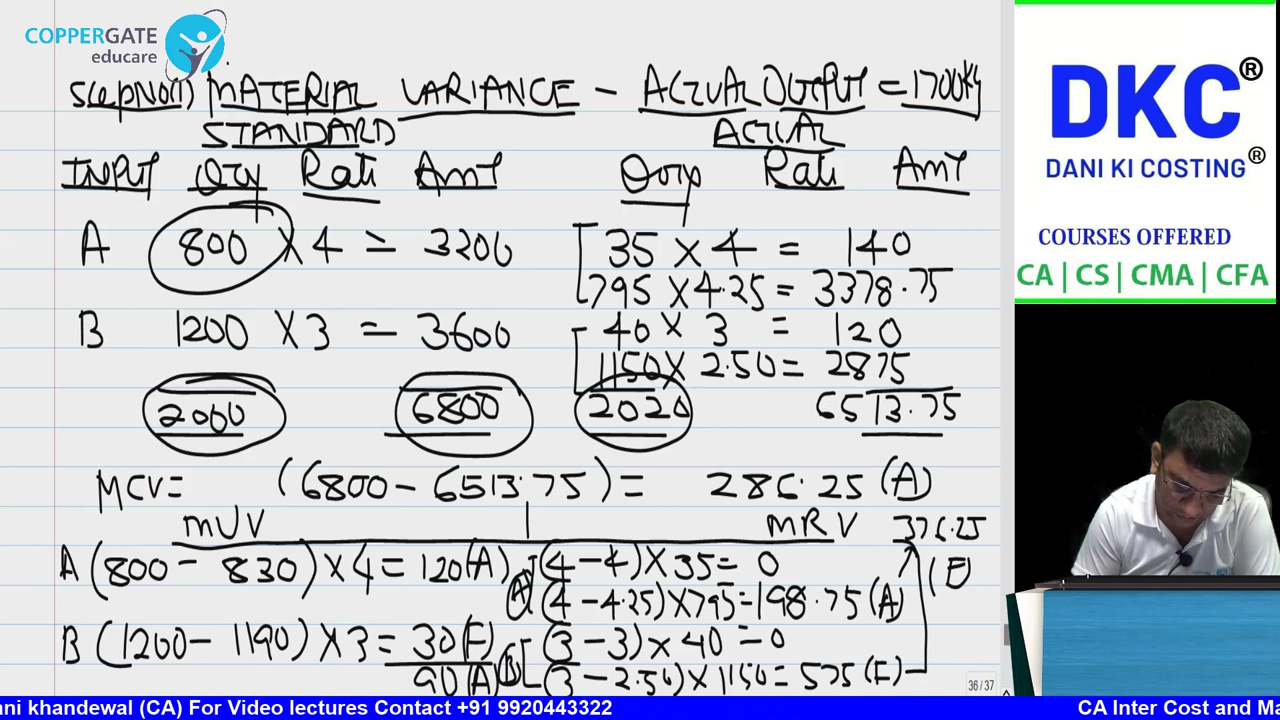 COPPERGATE
educare
Step No(1) MATERIAL VARIANCE - ACTUAL OUTPUT = 1700Kg
STANDARD ACTUAL
INPUT Qty Rate AmT Qty Rate AmT
A 800 X 4 = 3200 35 X 4 = 140
795 X 4.25 = 3378.75
B 1200 X 3 = 3600 40 X 3 = 120
1150 X 2.50 = 2875
2000 6800 2020 6513.75
MCV = (6800 - 6513.75) = 286.25 (A)
MUV MRV 376.25
A (800 - 830) X 4 = 120(A) (4 - 4) X 35 = 0 (F)
A (4 - 4.25) X 795 = 198.75 (A)
B (1200 - 1190) X 3 = 30(F) (3 - 3) X 40 = 0
90(A) B (3 - 2.50) X 1150 = 575 (F)
DKC®
DANI KI COSTING®
COURSES OFFERED
CA | CS | CMA | CFA
36 / 37
ani khandewal (CA) For Video lectures Contact +91 9920443322 CA Inter Cost and Ma